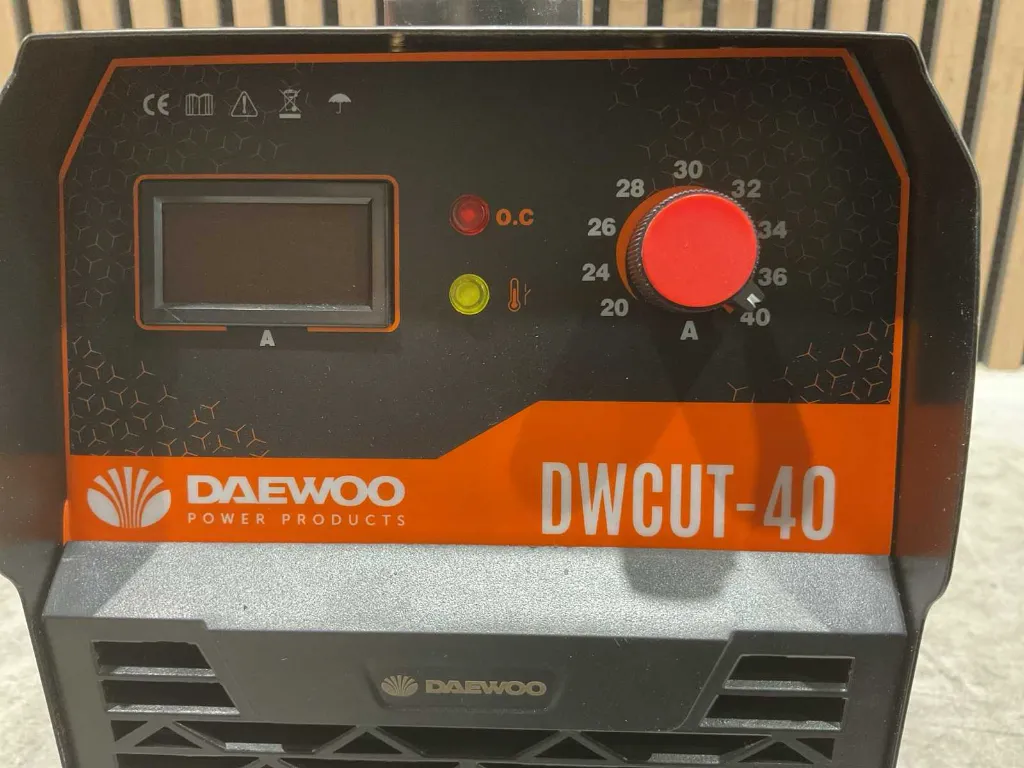 CE
30
28
32
26
34
24
36
20
40
A
A
O.C
DAEWOO
POWER PRODUCTS
DWCUT-40
DAEWOO